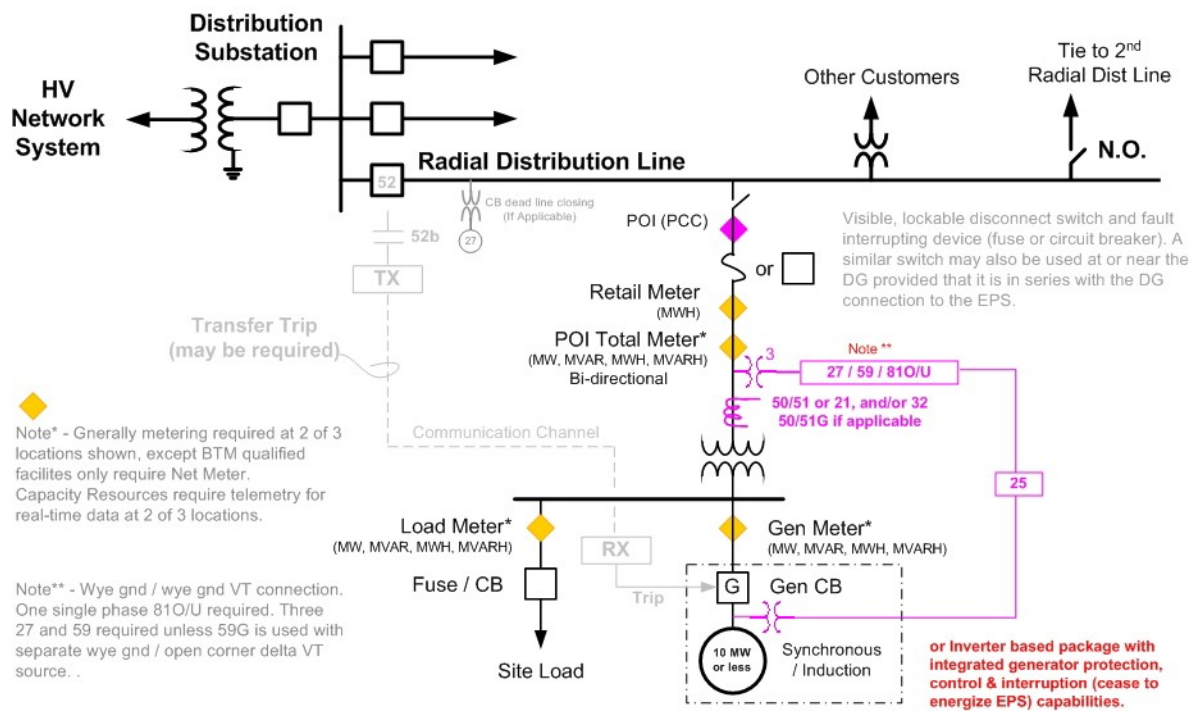 Distribution
Substation
HV
Network
System
Other Customers
Tie to 2nd
Radial Dist Line
N.O.
Radial Distribution Line
52
CB dead line closing
(If Applicable)
27
52b
TX
Transfer Trip
(may be required)
POI (PCC)
or
Visible, lockable disconnect switch and fault
interrupting device (fuse or circuit breaker). A
similar switch may also be used at or near the
DG provided that it is in series with the DG
connection to the EPS.
Retail Meter
(MWH)
POI Total Meter*
(MW, MVAR, MWH, MVARH)
Bi-directional
3
Note **
27 / 59 / 81O/U
50/51 or 21, and/or 32
50/51G if applicable
25
Note* - Gnerally metering required at 2 of 3
locations shown, except BTM qualified
facilites only require Net Meter.
Capacity Resources require telemetry for
real-time data at 2 of 3 locations.
Communication Channel
Load Meter*
(MW, MVAR, MWH, MVARH)
RX
Gen Meter*
(MW, MVAR, MWH, MVARH)
Fuse / CB
Trip
G
Gen CB
Note** - Wye gnd / wye gnd VT connection.
One single phase 81O/U required. Three
27 and 59 required unless 59G is used with
separate wye gnd / open corner delta VT
source. .
Site Load
10 MW
or less
Synchronous
/ Induction
or Inverter based package with
integrated generator protection,
control & interruption (cease to
energize EPS) capabilities.